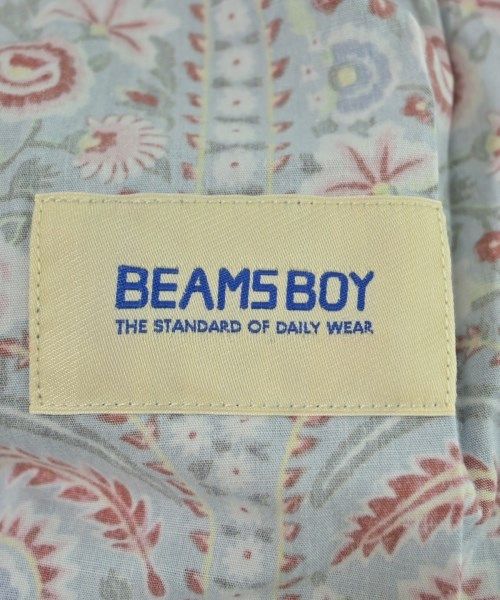 BEAMS BOY
THE STANDARD OF DAILY WEAR